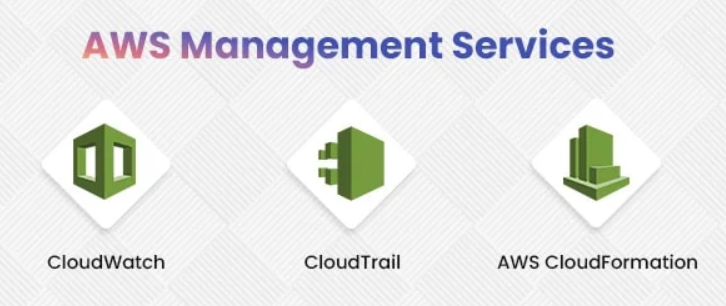 AWS Management Services
CloudWatch
CloudTrail
AWS CloudFormation